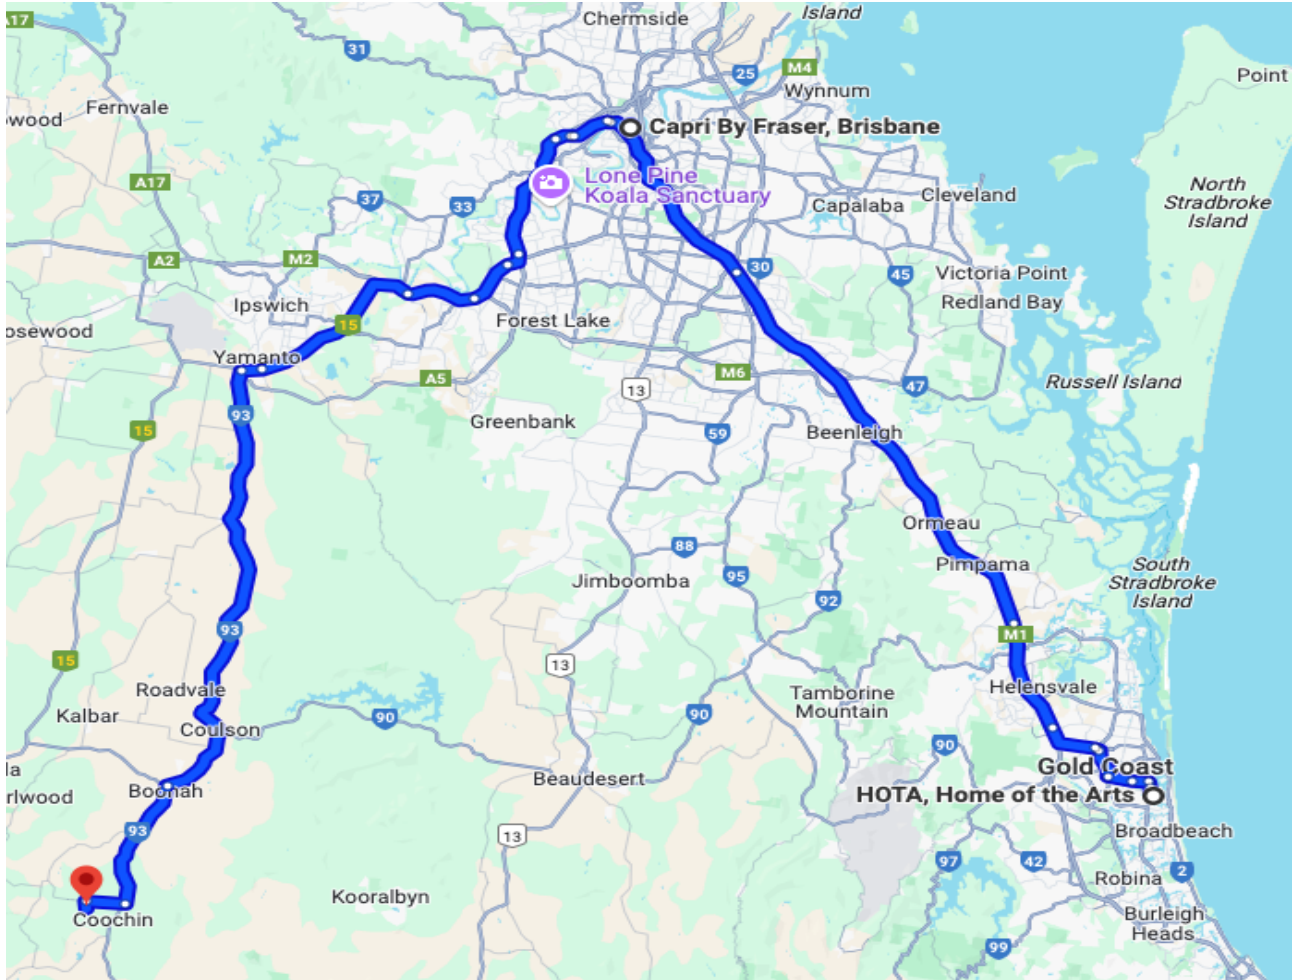 A17
31
Chermside
Island
25
M4
Wynnum
Point
Fernvale
owood
Capri By Fraser, Brisbane
Lone Pine
Koala Sanctuary
A17
37
33
Capalaba
Cleveland
North
Stradbroke
Island
A2
M2
30
45
Victoria Point
Redland Bay
Ipswich
15
Forest Lake
osewood
Yamanto
A5
M6
13
47
Russell Island
93
15
Greenbank
59
Beenleigh
Ormeau
88
Pimpama
Jimboomba
95
92
South
Stradbroke
Island
93
M1
15
13
Roadvale
Helensvale
Tamborine
Mountain
Kalbar
Coulson
90
90
90
la
rlwood
Boonah
Beaudesert
Gold Coast
HOTA, Home of the Arts
93
13
Broadbeach
97
42
2
Robina
Kooralbyn
Coochin
Burleigh
Heads
99